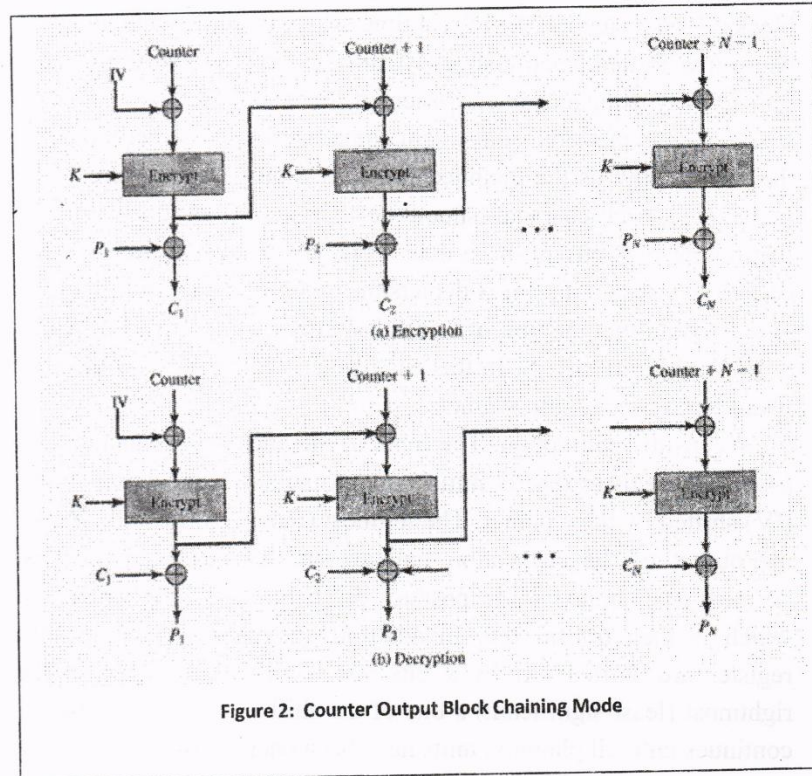 Counter
Counter + 1
Counter + N − 1
IV
K
Encrypt
K
Encrypt
K
Encrypt
P1
P2
PN
C1
C2
CN
(a) Encryption
Counter
Counter + 1
Counter + N − 1
IV
K
Encrypt
K
Encrypt
K
Encrypt
C1
C2
CN
P1
P2
PN
(b) Decryption
Figure 2: Counter Output Block Chaining Mode